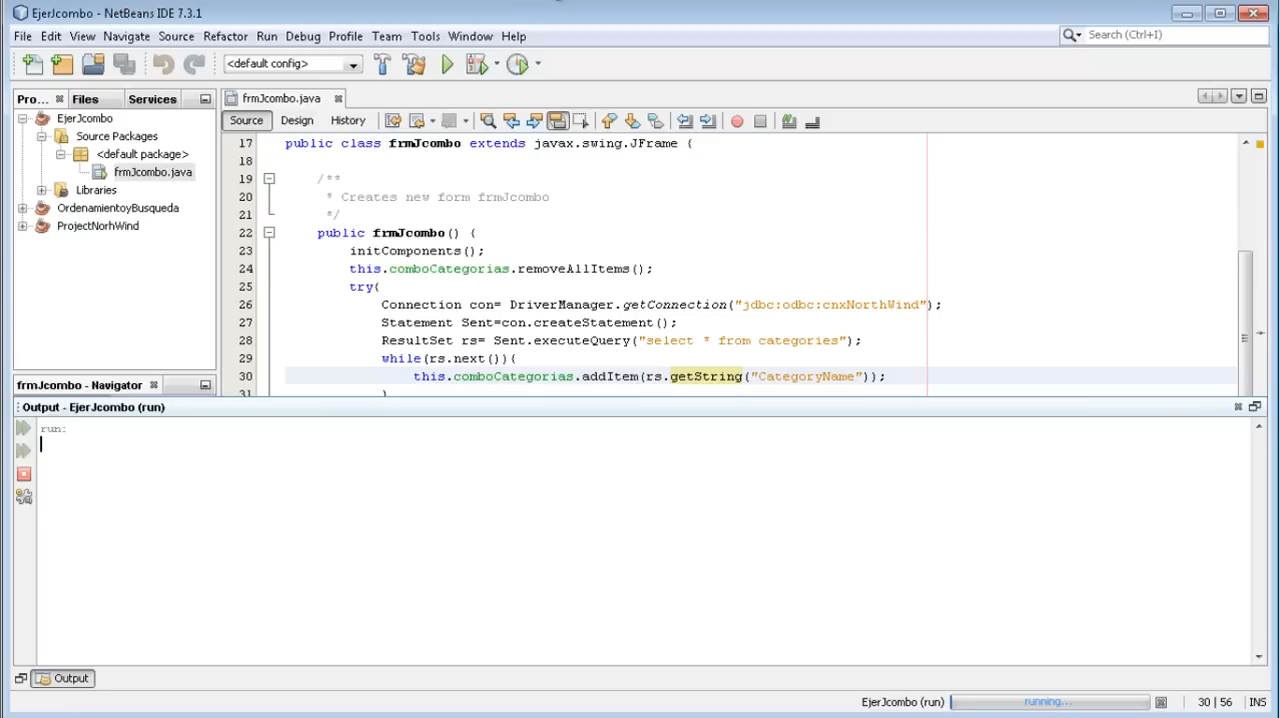 EjerJcombo - NetBeans IDE 7.3.1
File Edit View Navigate Source Refactor Run Debug Profile Team Tools Window Help
Search (Ctrl+I)
<default config>
Pro... Files Services
frmJcombo.java
EjerJcombo
Source Packages
<default package>
frmJcombo.java
Libraries
OrdenamientoyBusqueda
ProjectNorhWind
Source Design History
17 public class frmJcombo extends javax.swing.JFrame {
18
19 /**
20 * Creates new form frmJcombo
21 */
22 public frmJcombo() {
23 initComponents();
24 this.comboCategorias.removeAllItems();
25 try{
26 Connection con= DriverManager.getConnection("jdbc:odbc:cnxNorthWind");
27 Statement Sent=con.createStatement();
28 ResultSet rs= Sent.executeQuery("select * from categories");
29 while(rs.next()){
30 this.comboCategorias.addItem(rs.getString("CategoryName"));
31 }
frmJcombo - Navigator
Output - EjerJcombo (run)
run:
Output
EjerJcombo (run) running... 30 | 56 INS